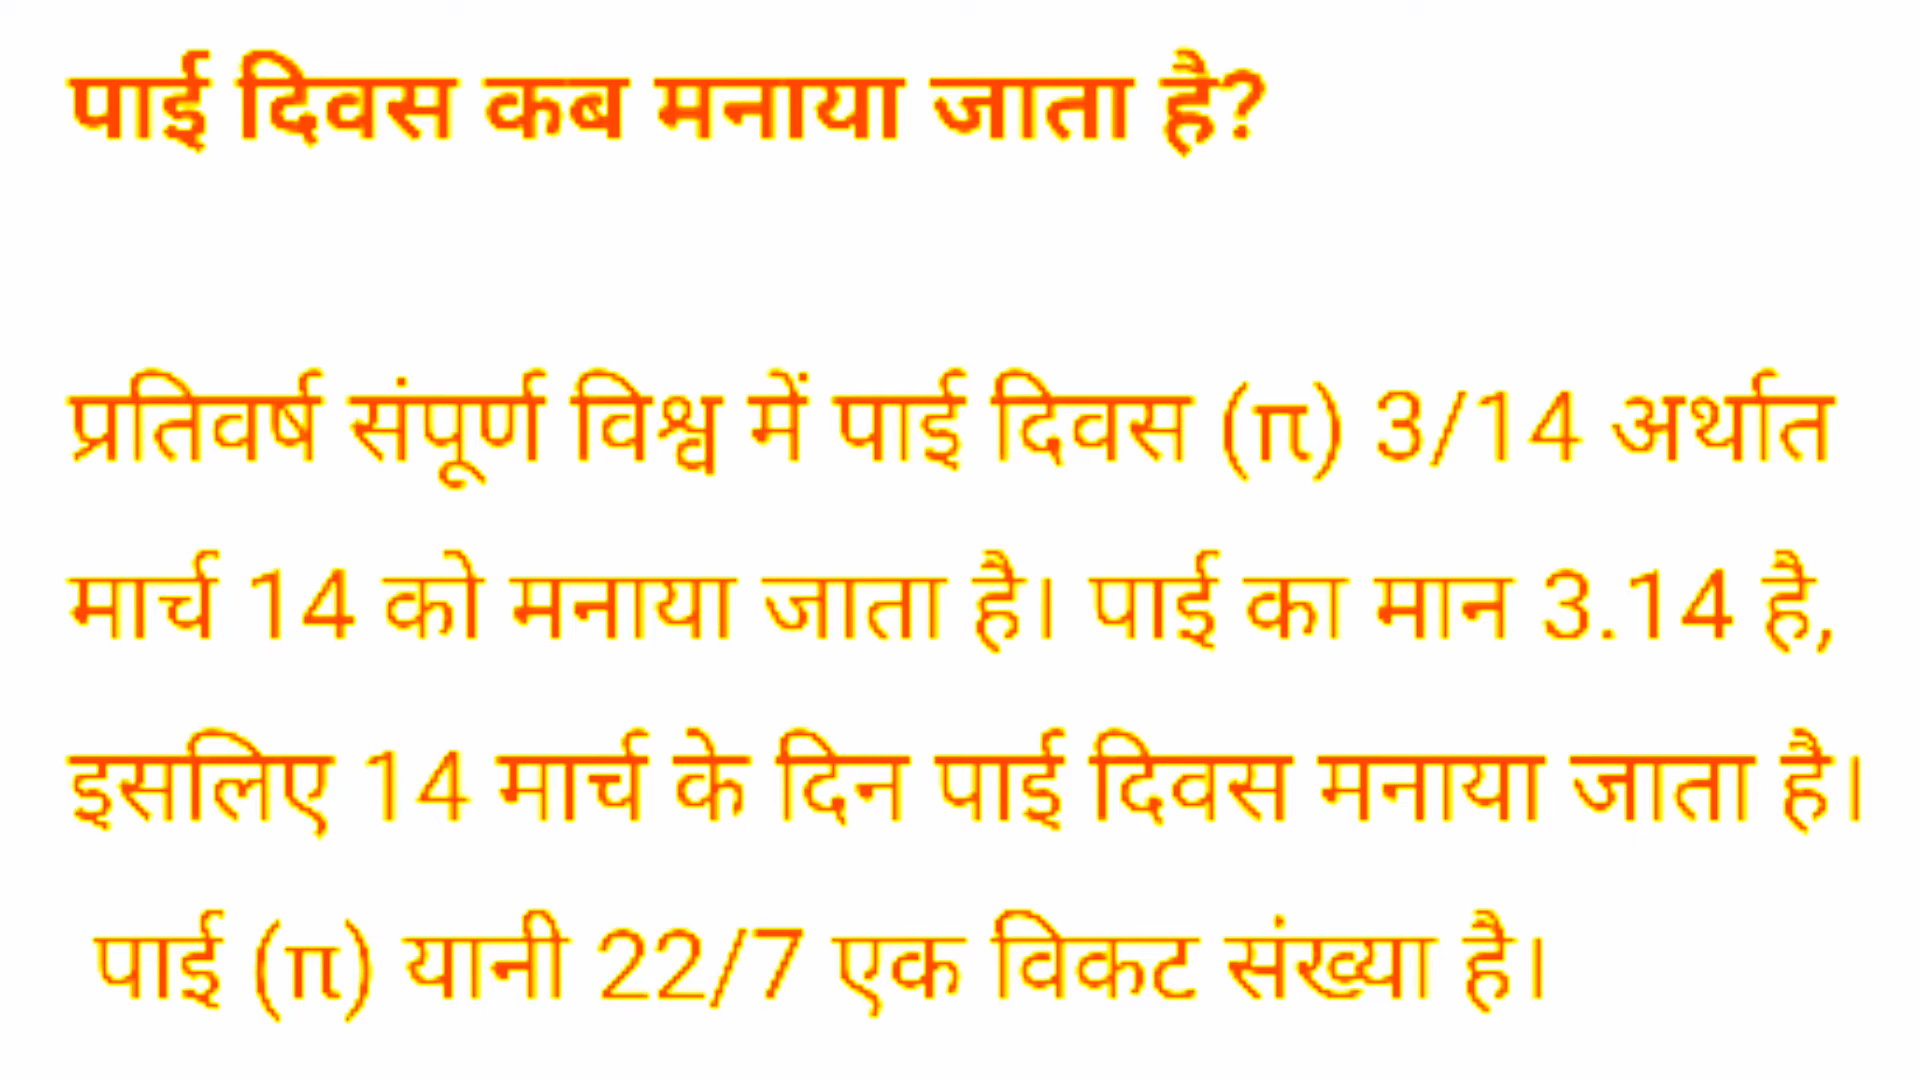 पाई दिवस कब मनाया जाता है?
प्रतिवर्ष संपूर्ण विश्व में पाई दिवस (π) 3/14 अर्थात
मार्च 14 को मनाया जाता है। पाई का मान 3.14 है,
इसलिए 14 मार्च के दिन पाई दिवस मनाया जाता है।
पाई (π) यानी 22/7 एक विकट संख्या है।